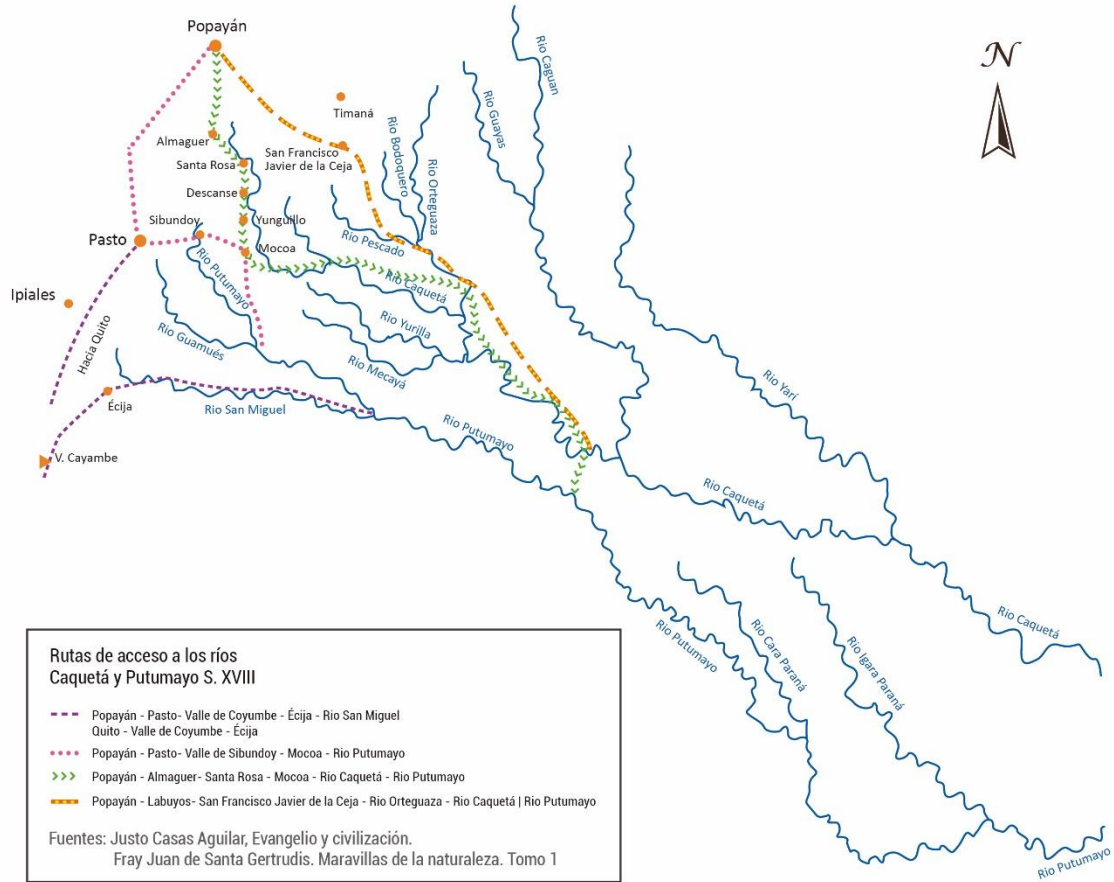 Popayán
N
Rio Caguan
Rio Guayas
Timaná
Rio Bodoquero
Rio Orteguaza
Almaguer
San Francisco
Javier de la Ceja
Santa Rosa
Descanse
Sibundoy
Yunguillo
Pasto
Mocoa
Rio Pescado
Rio Putumayo
Rio Caquetá
Ipiales
Hacia Quito
Rio Yurilla
Rio Guamués
Rio Mecayá
Écija
Rio San Miguel
Rio Yarí
Rio Putumayo
V. Cayambe
Rio Caquetá
Rio Caquetá
Rio Putumayo
Rio Cara Paraná
Rio Igara Paraná
Rio Putumayo
Rutas de acceso a los ríos
Caquetá y Putumayo S. XVIII
Popayán - Pasto- Valle de Coyumbe - Écija - Rio San Miguel
Quito - Valle de Coyumbe - Écija
Popayán - Pasto- Valle de Sibundoy - Mocoa - Rio Putumayo
Popayán - Almaguer- Santa Rosa - Mocoa - Rio Caquetá - Rio Putumayo
Popayán - Labuyos- San Francisco Javier de la Ceja - Rio Orteguaza - Rio Caquetá | Rio Putumayo
Fuentes: Justo Casas Aguilar, Evangelio y civilización.
Fray Juan de Santa Gertrudis. Maravillas de la naturaleza. Tomo 1